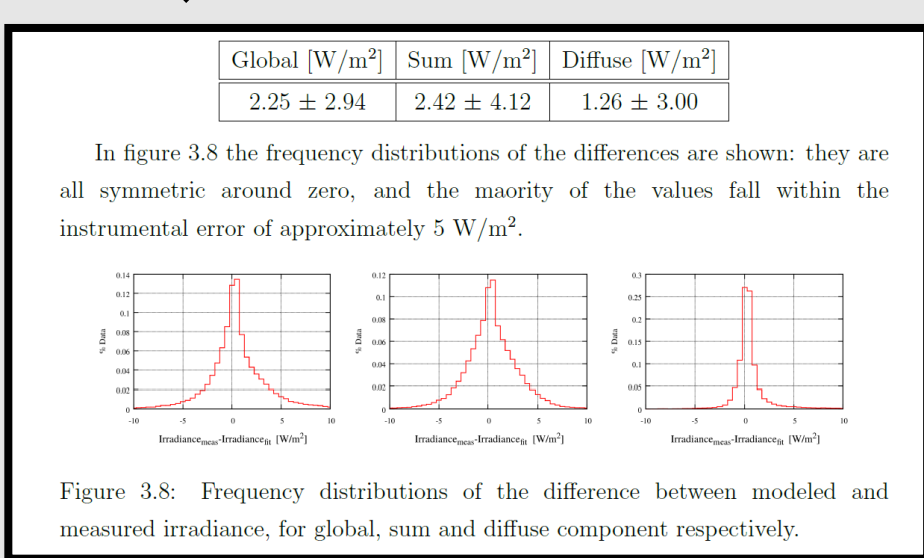 Global [W/m²] Sum [W/m²] Diffuse [W/m²]
2.25 ± 2.94 2.42 ± 4.12 1.26 ± 3.00
In figure 3.8 the frequency distributions of the differences are shown: they are
all symmetric around zero, and the maority of the values fall within the
instrumental error of approximately 5 W/m².
0.14
0.12
0.1
0.08
0.06
0.04
0.02
0
% Data
-10 -5 0 5 10
Irradiancemeas-Irradiancefit [W/m²]
0.12
0.1
0.08
0.06
0.04
0.02
0
% Data
-10 -5 0 5 10
Irradiancemeas-Irradiancefit [W/m²]
0.3
0.25
0.2
0.15
0.1
0.05
0
% Data
-10 -5 0 5 10
Irradiancemeas-Irradiancefit [W/m²]
Figure 3.8: Frequency distributions of the difference between modeled and
measured irradiance, for global, sum and diffuse component respectively.